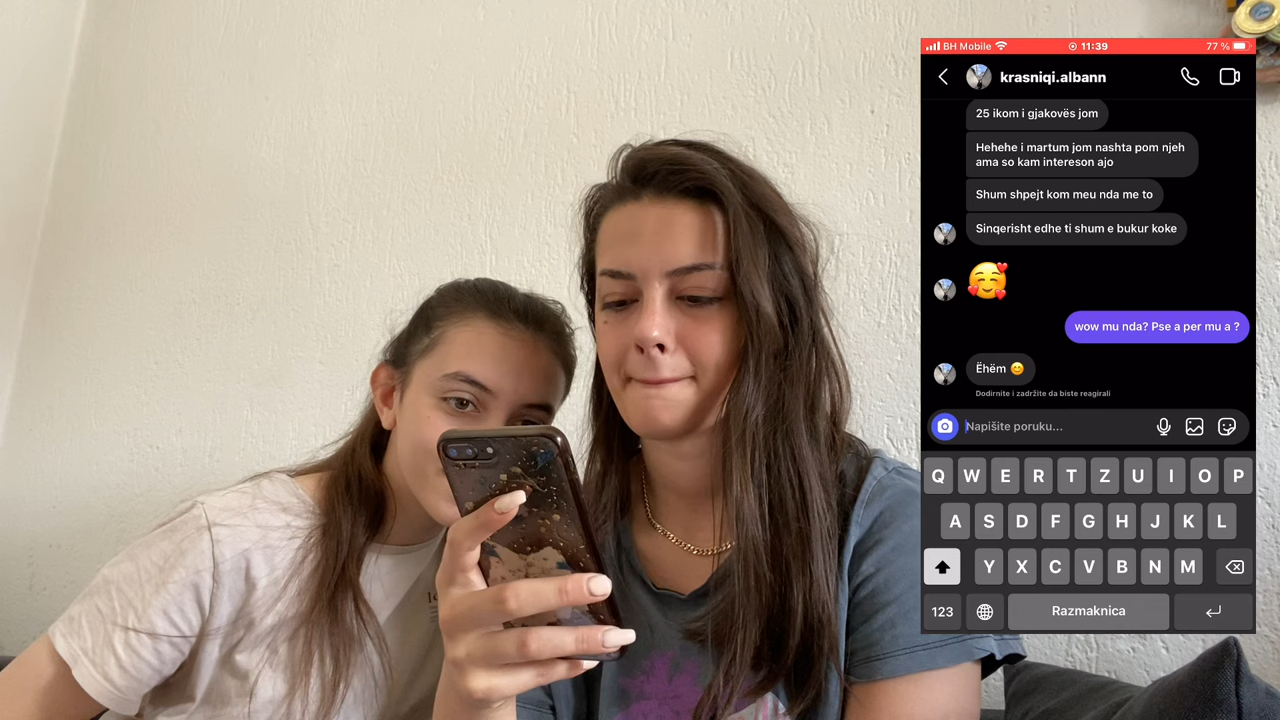 BH Mobile 11:39 77 %
krasniqi.albann
25 ikom i gjakovës jom
Hehehe i martum jom nashta pom njeh
ama so kam intereson ajo
Shum shpejt kom meu nda me to
Sinqerisht edhe ti shum e bukur koke
🥰
wow mu nda? Pse a per mu a ?
Ëhëm 😊
Dodirnite i zadržite da biste reagirali
Napišite poruku...
Q W E R T Z U I O P
A S D F G H J K L
Y X C V B N M
123 Razmaknica